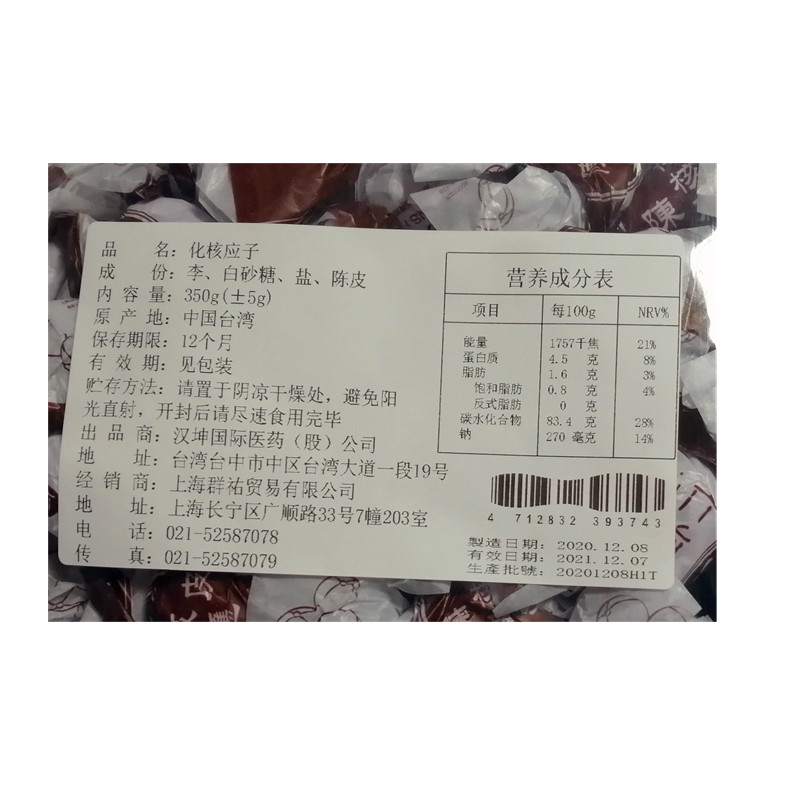 品 名：化核应子
成 份：李、白砂糖、盐、陈皮
内 容 量：350g(±5g)
原 产 地：中国台湾
保存期限：12个月
有 效 期：见包装
贮存方法：请置于阴凉干燥处，避免阳
光直射，开封后请尽速食用完毕
出 品 商：汉坤国际医药（股）公司
地 址：台湾台中市中区台湾大道一段19号
经 销 商：上海群祐贸易有限公司
地 址：上海长宁区广顺路33号7幢203室
电 话：021-52587078
传 真：021-52587079
营养成分表
项目 每100g NRV%
能量 1757千焦 21%
蛋白质 4.5 克 8%
脂肪 1.6 克 3%
饱和脂肪 0.8 克 4%
反式脂肪 0 克
碳水化合物 83.4 克 28%
钠 270 毫克 14%
4 712832 393743
製造日期：2020.12.08
有效日期：2021.12.07
生產批號：20201208H1T
陳